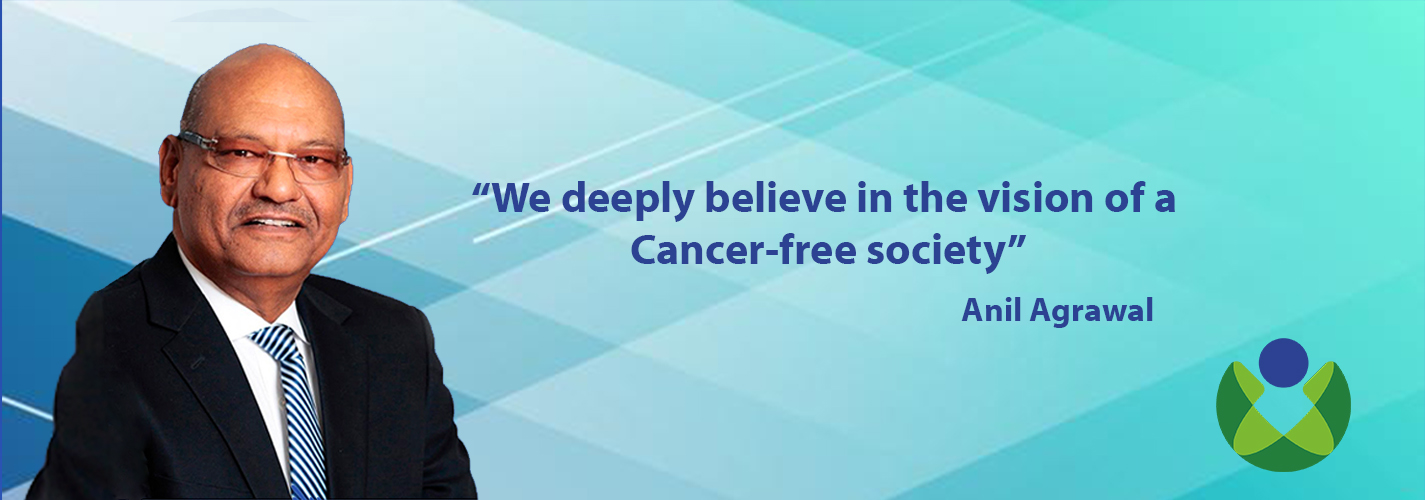 “We deeply believe in the vision of a
Cancer-free society”
Anil Agrawal